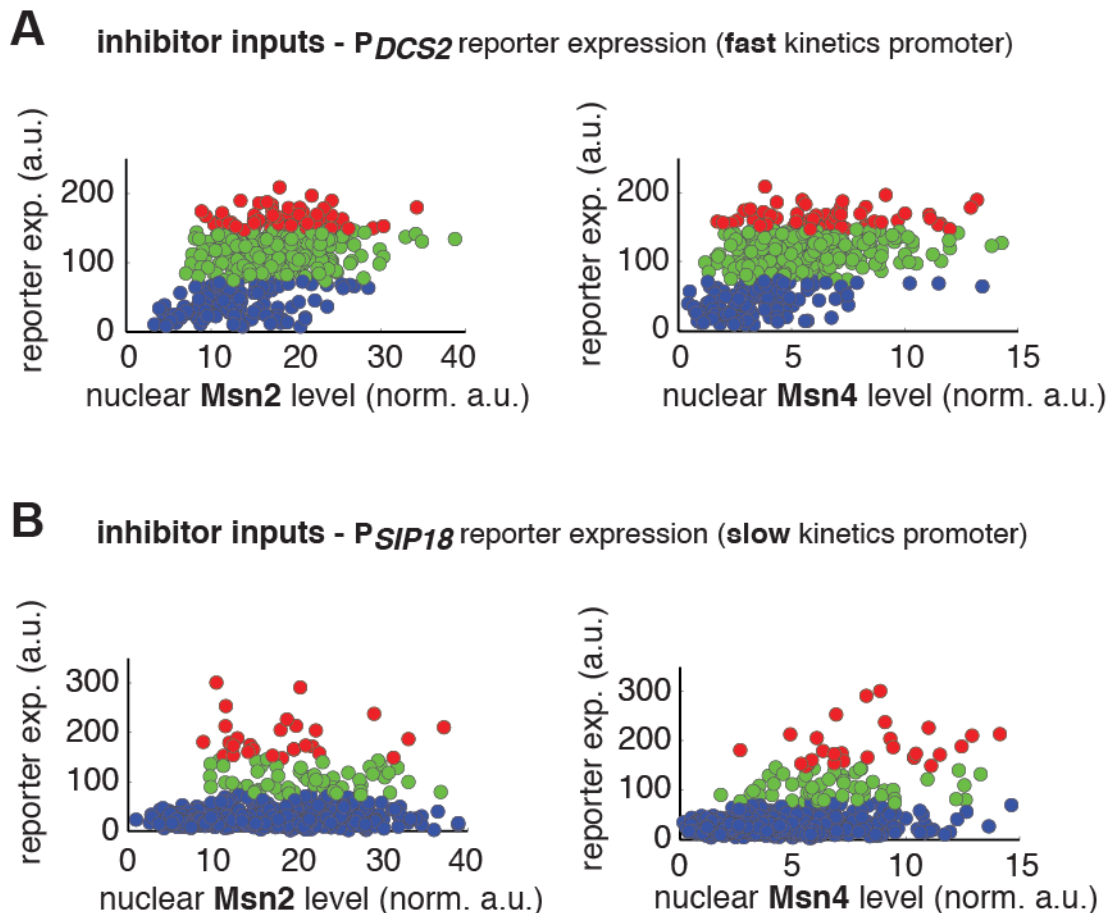 A
inhibitor inputs - PDCS2 reporter expression (fast kinetics promoter)
reporter exp. (a.u.)
200
100
0
0 10 20 30 40
nuclear Msn2 level (norm. a.u.)
reporter exp. (a.u.)
200
100
0
0 5 10 15
nuclear Msn4 level (norm. a.u.)
B
inhibitor inputs - PSIP18 reporter expression (slow kinetics promoter)
reporter exp. (a.u.)
300
200
100
0
0 10 20 30 40
nuclear Msn2 level (norm. a.u.)
reporter exp. (a.u.)
300
200
100
0
0 5 10 15
nuclear Msn4 level (norm. a.u.)